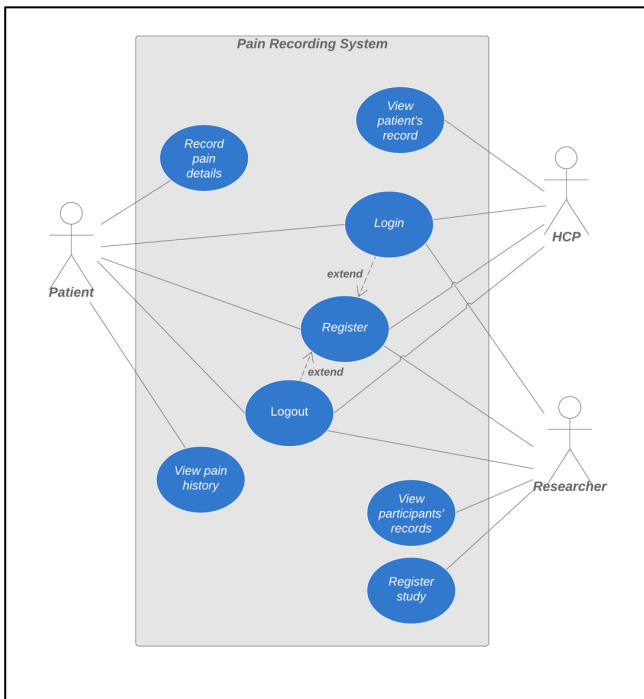 Pain Recording System
View
patient's
record
Record
pain
details
Login
HCP
Patient
extend
Register
extend
Logout
View pain
history
Researcher
View
participants'
records
Register
study